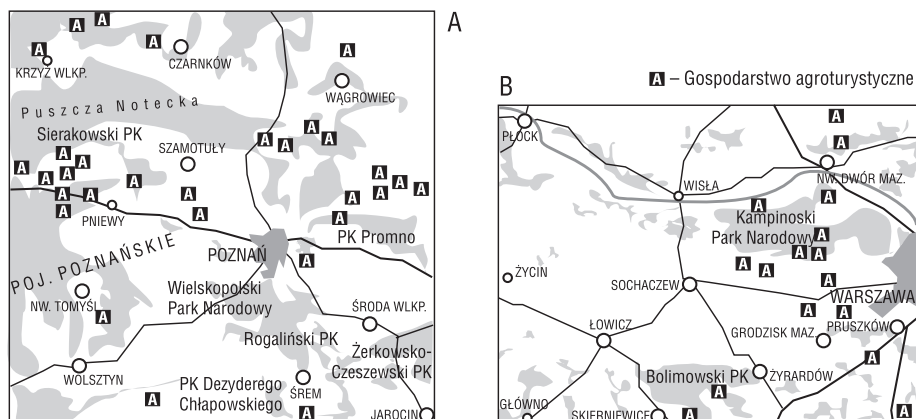 A
B
A – Gospodarstwo agroturystyczne
KRZYŻ WLKP.
CZARNKÓW
WĄGROWIEC
Puszcza Notecka
Sierakowski PK
SZAMOTUŁY
PNIEWY
POJ. POZNAŃSKIE
POZNAŃ
PK Promno
Wielkopolski
Park Narodowy
NW. TOMYŚL
ŚRODA WLKP.
Rogaliński PK
Żerkowsko-
Czeszewski PK
WOLSZTYN
PK Dezyderego
Chłapowskiego
ŚREM
JAROCIN
PŁOCK
NW. DWÓR MAZ.
WISŁA
Kampinoski
Park Narodowy
ŻYCIN
SOCHACZEW
WARSZAWA
ŁOWICZ
GRODZISK MAZ.
PRUSZKÓW
Bolimowski PK
ŻYRARDÓW
GŁÓWNO
SKIERNIEWICE